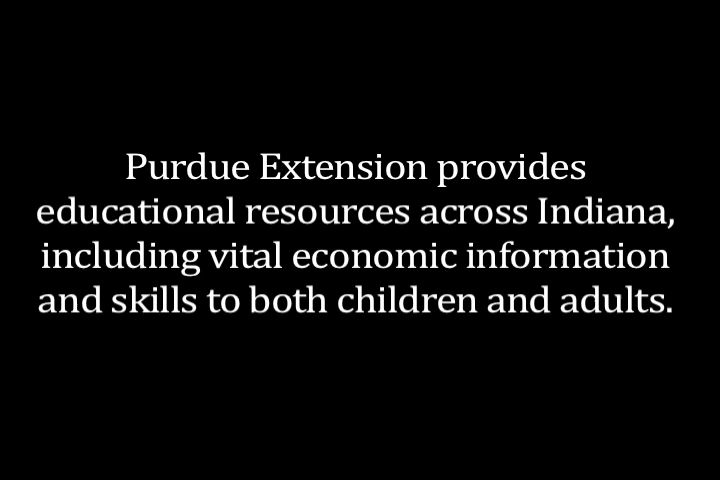 Purdue Extension provides
educational resources across Indiana,
including vital economic information
and skills to both children and adults.